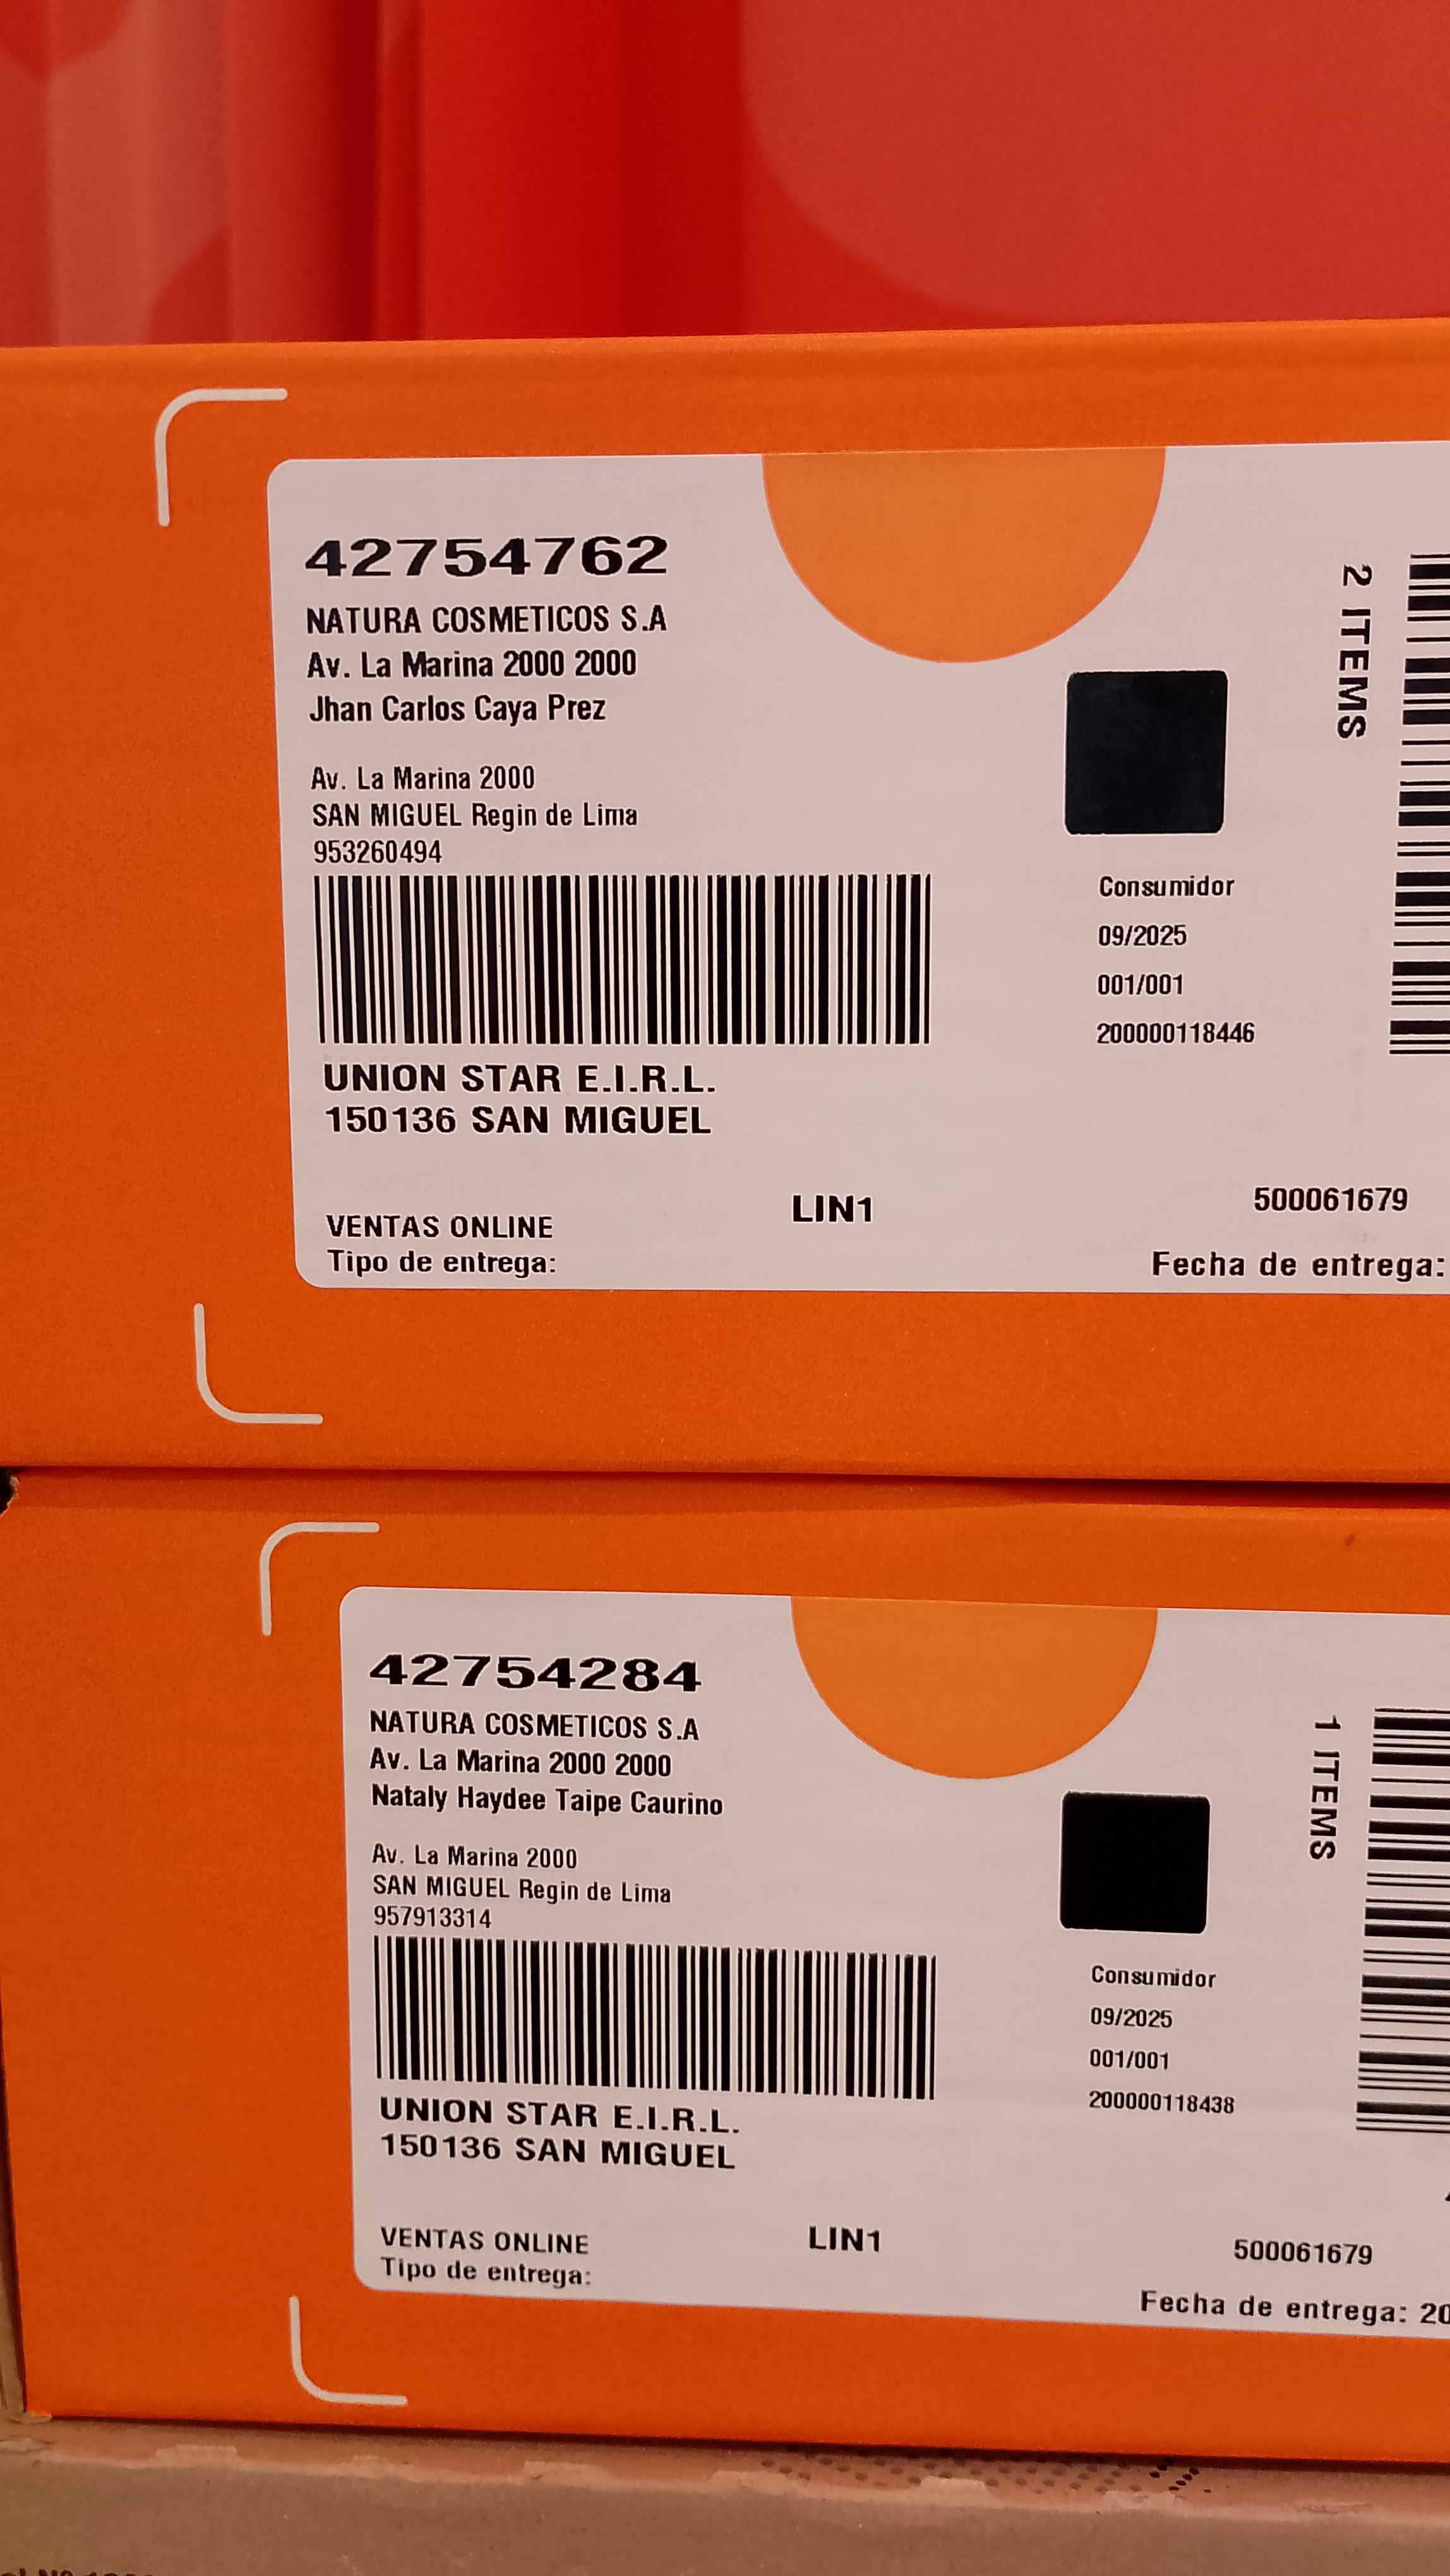 42754762
NATURA COSMETICOS S.A
Av. La Marina 2000 2000
Jhan Carlos Caya Prez
Av. La Marina 2000
SAN MIGUEL Regin de Lima
953260494
UNION STAR E.I.R.L.
150136 SAN MIGUEL
VENTAS ONLINE
Tipo de entrega:
LIN1
2 ITEMS
Consumidor
09/2025
001/001
200000118446
500061679
Fecha de entrega:
42754284
NATURA COSMETICOS S.A
Av. La Marina 2000 2000
Nataly Haydee Taipe Caurino
Av. La Marina 2000
SAN MIGUEL Regin de Lima
957913314
UNION STAR E.I.R.L.
150136 SAN MIGUEL
VENTAS ONLINE
Tipo de entrega:
LIN1
1 ITEMS
Consumidor
09/2025
001/001
200000118438
500061679
Fecha de entrega: 20